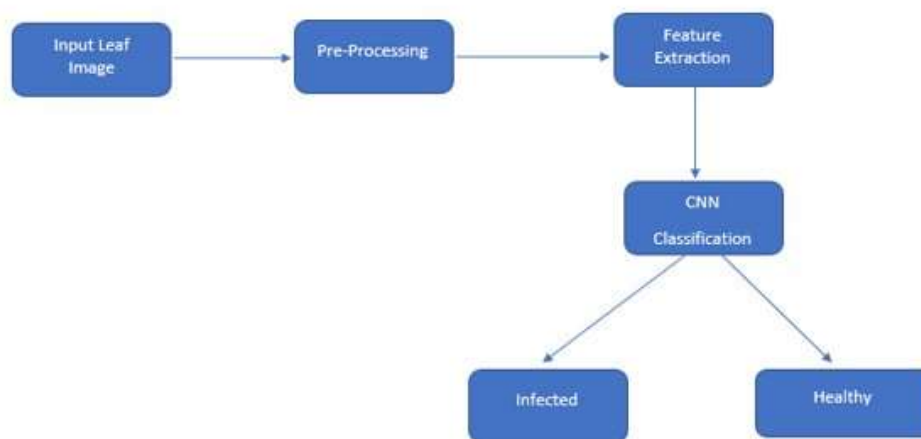 Input Leaf
Image
Pre-Processing
Feature
Extraction
CNN
Classification
Infected
Healthy